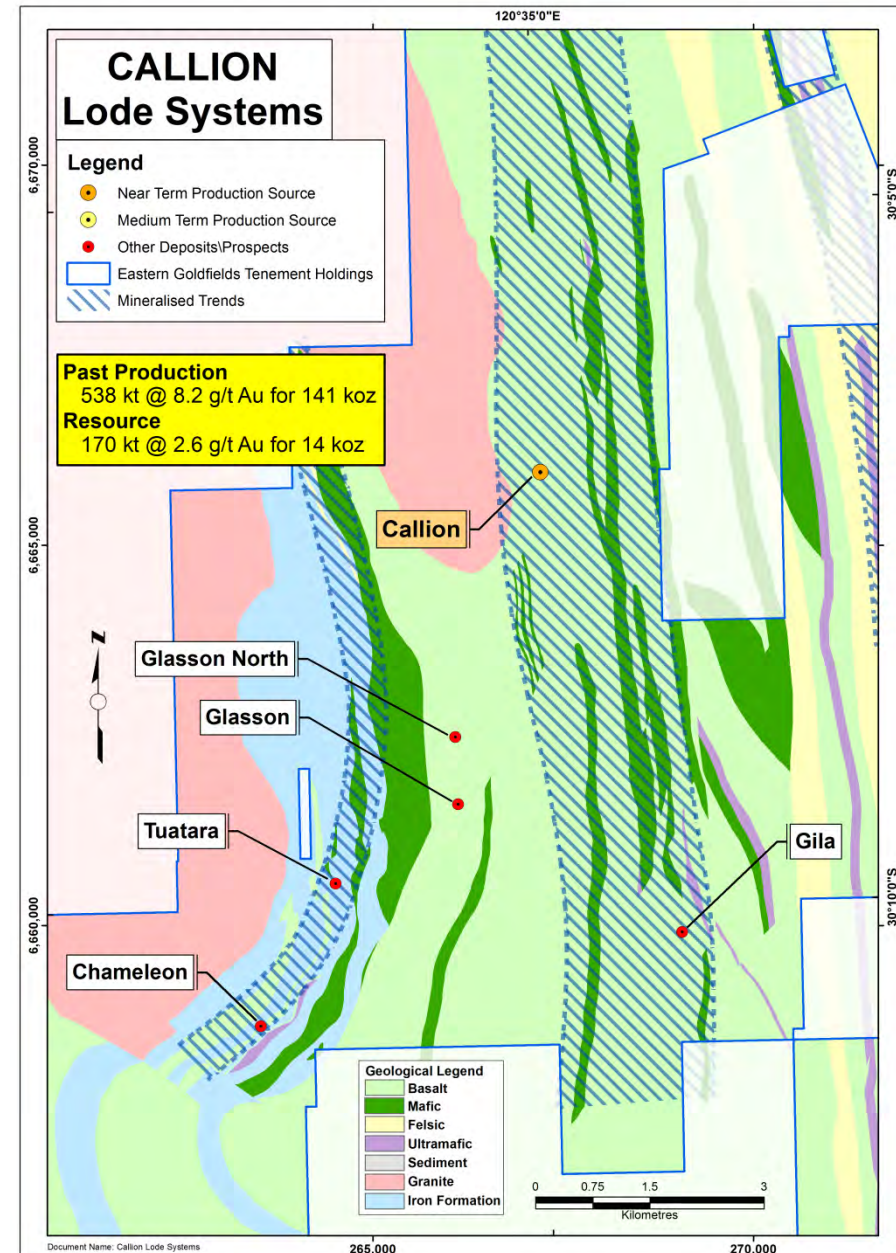 120°35'0"E
CALLION
Lode Systems
Legend
Near Term Production Source
Medium Term Production Source
Other Deposits\Prospects
Eastern Goldfields Tenement Holdings
Mineralised Trends
Past Production
538 kt @ 8.2 g/t Au for 141 koz
Resource
170 kt @ 2.6 g/t Au for 14 koz
6,670,000
30°5'0"S
Callion
6,665,000
N
Glasson North
Glasson
Tuatara
Gila
30°10'0"S
6,660,000
Chameleon
Geological Legend
Basalt
Mafic
Felsic
Ultramafic
Sediment
Granite
Iron Formation
0 0.75 1.5 3
Kilometres
Document Name: Callion Lode Systems
265,000
270,000